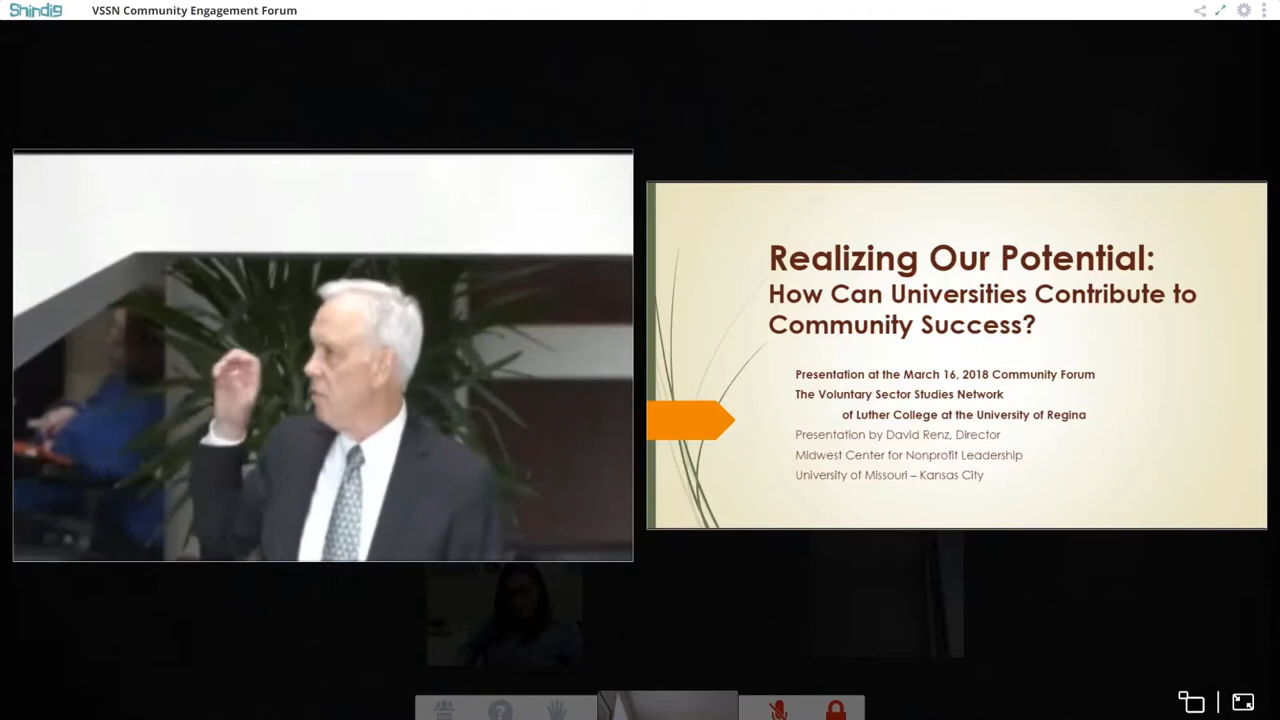 Shindig
VSSN Community Engagement Forum
Realizing Our Potential:
How Can Universities Contribute to
Community Success?
Presentation at the March 16, 2018 Community Forum
The Voluntary Sector Studies Network
of Luther College at the University of Regina
Presentation by David Renz, Director
Midwest Center for Nonprofit Leadership
University of Missouri – Kansas City
?